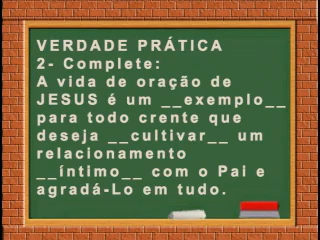 VERDADE PRÁTICA
2- Complete:
A vida de oração de
JESUS é um __exemplo__
para todo crente que
deseja __cultivar__ um
relacionamento
__íntimo__ com o Pai e
agradá-Lo em tudo.